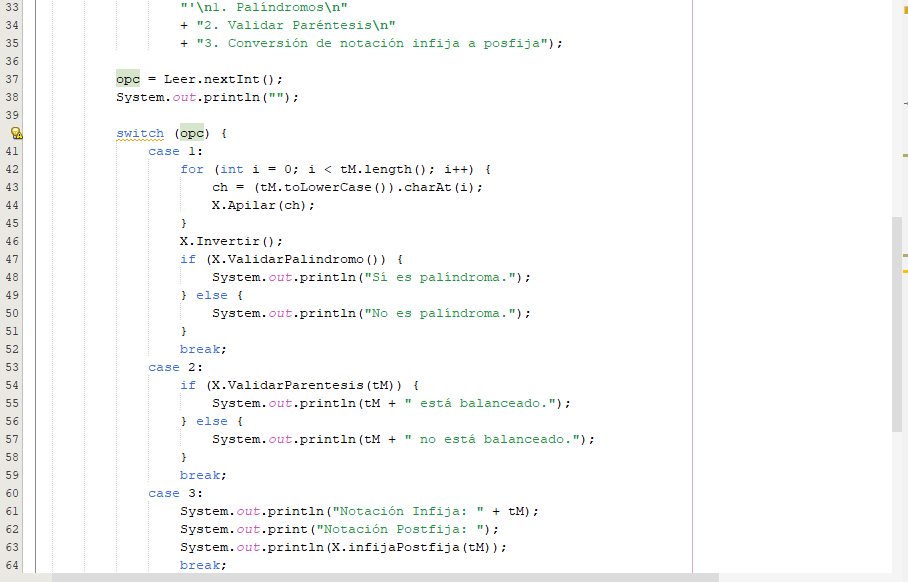 33 "'\n1. Palíndromos\n"
34 + "2. Validar Paréntesis\n"
35 + "3. Conversión de notación infija a posfija");
36
37 opc = Leer.nextInt();
38 System.out.println("");
39
switch (opc) {
41 case 1:
42 for (int i = 0; i < tM.length(); i++) {
43 ch = (tM.toLowerCase()).charAt(i);
44 X.Apilar(ch);
45 }
46 X.Invertir();
47 if (X.ValidarPalindromo()) {
48 System.out.println("Sí es palíndroma.");
49 } else {
50 System.out.println("No es palíndroma.");
51 }
52 break;
53 case 2:
54 if (X.ValidarParentesis(tM)) {
55 System.out.println(tM + " está balanceado.");
56 } else {
57 System.out.println(tM + " no está balanceado.");
58 }
59 break;
60 case 3:
61 System.out.println("Notación Infija: " + tM);
62 System.out.print("Notación Postfija: ");
63 System.out.println(X.infijaPostfija(tM));
64 break;